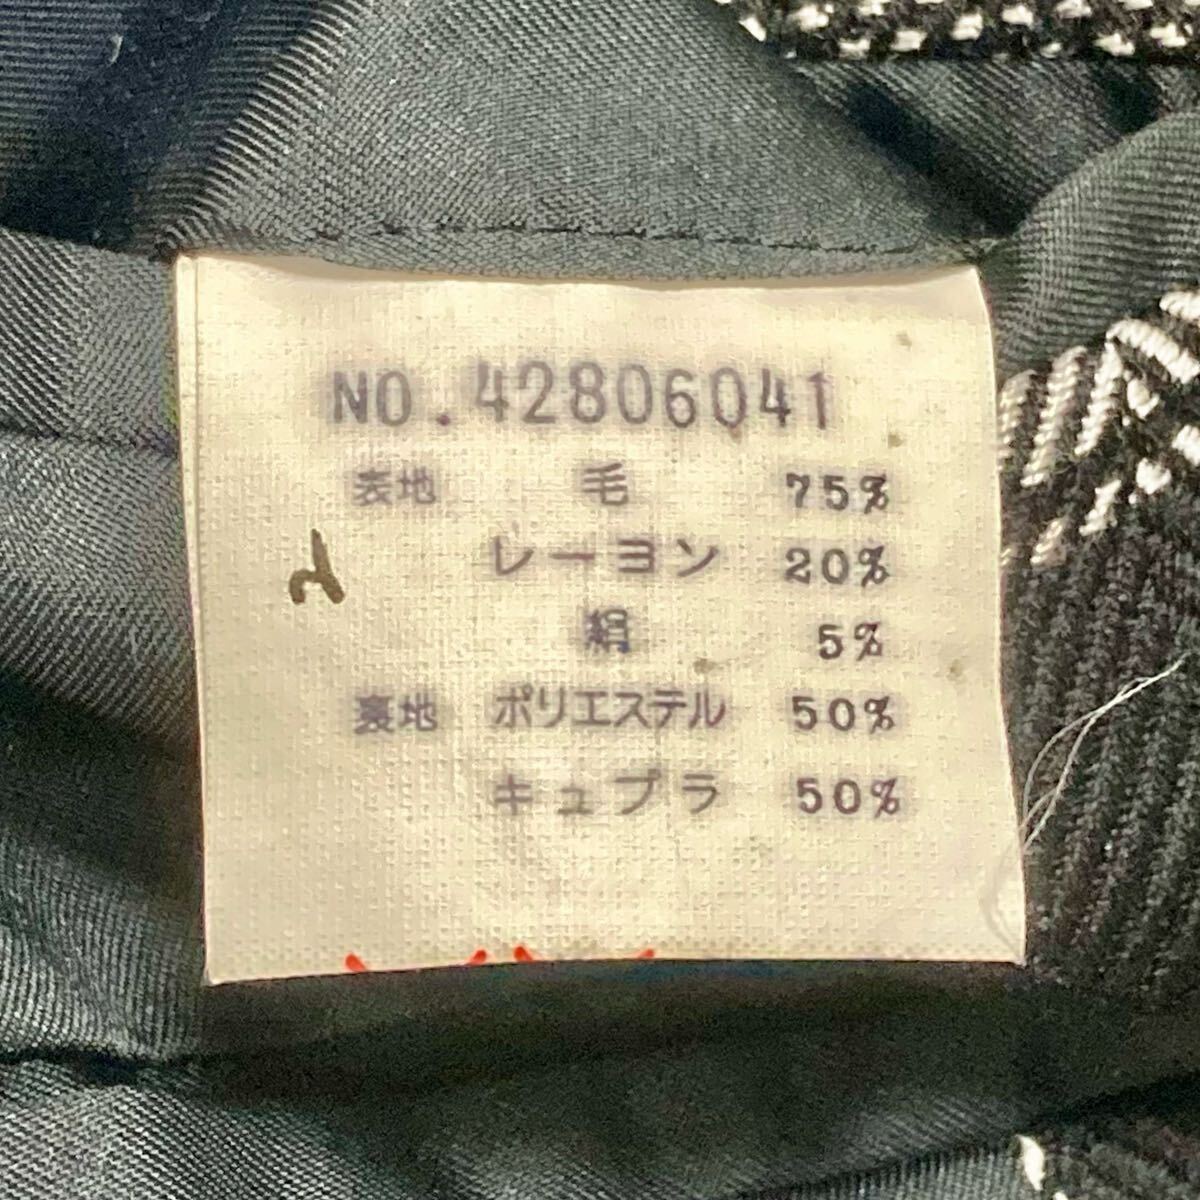 NO.42806041
表地 毛 75%
レーヨン 20%
絹 5%
裏地 ポリエステル 50%
キュプラ 50%